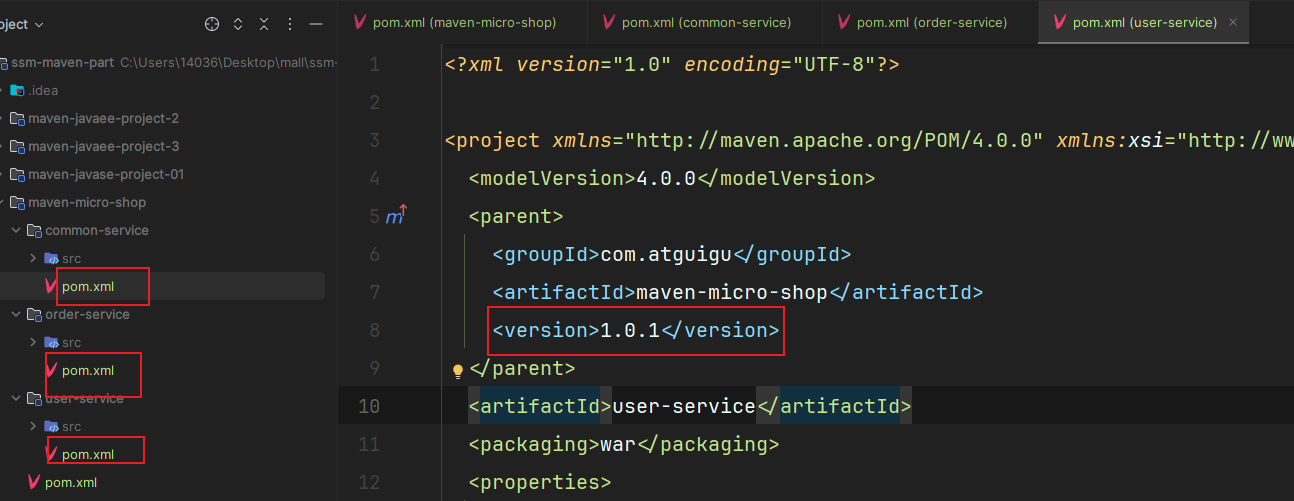 oject
pom.xml (maven-micro-shop)
pom.xml (common-service)
pom.xml (order-service)
pom.xml (user-service)
ssm-maven-part C:\Users\14036\Desktop\mall\ssm-
.idea
maven-javaee-project-2
maven-javaee-project-3
maven-javase-project-01
maven-micro-shop
common-service
src
pom.xml
order-service
src
pom.xml
user-service
src
pom.xml
pom.xml
1 <?xml version="1.0" encoding="UTF-8"?>
2
3 <project xmlns="http://maven.apache.org/POM/4.0.0" xmlns:xsi="http://ww
4 <modelVersion>4.0.0</modelVersion>
5 <parent>
6 <groupId>com.atguigu</groupId>
7 <artifactId>maven-micro-shop</artifactId>
8 <version>1.0.1</version>
9 </parent>
10 <artifactId>user-service</artifactId>
11 <packaging>war</packaging>
12 <properties>